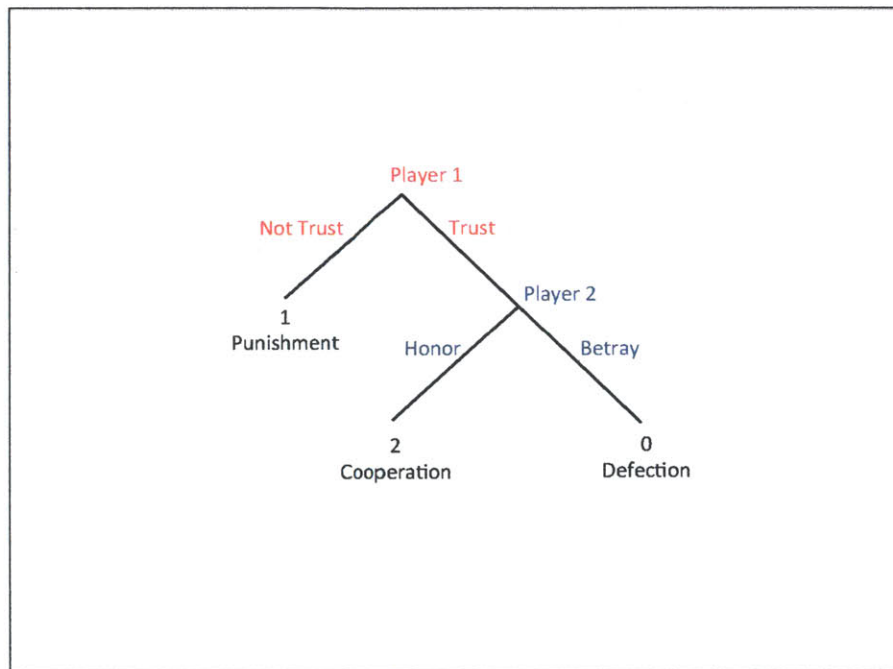 Player 1
Not Trust
Trust
Player 2
1
Punishment
Honor
Betray
2
Cooperation
0
Defection